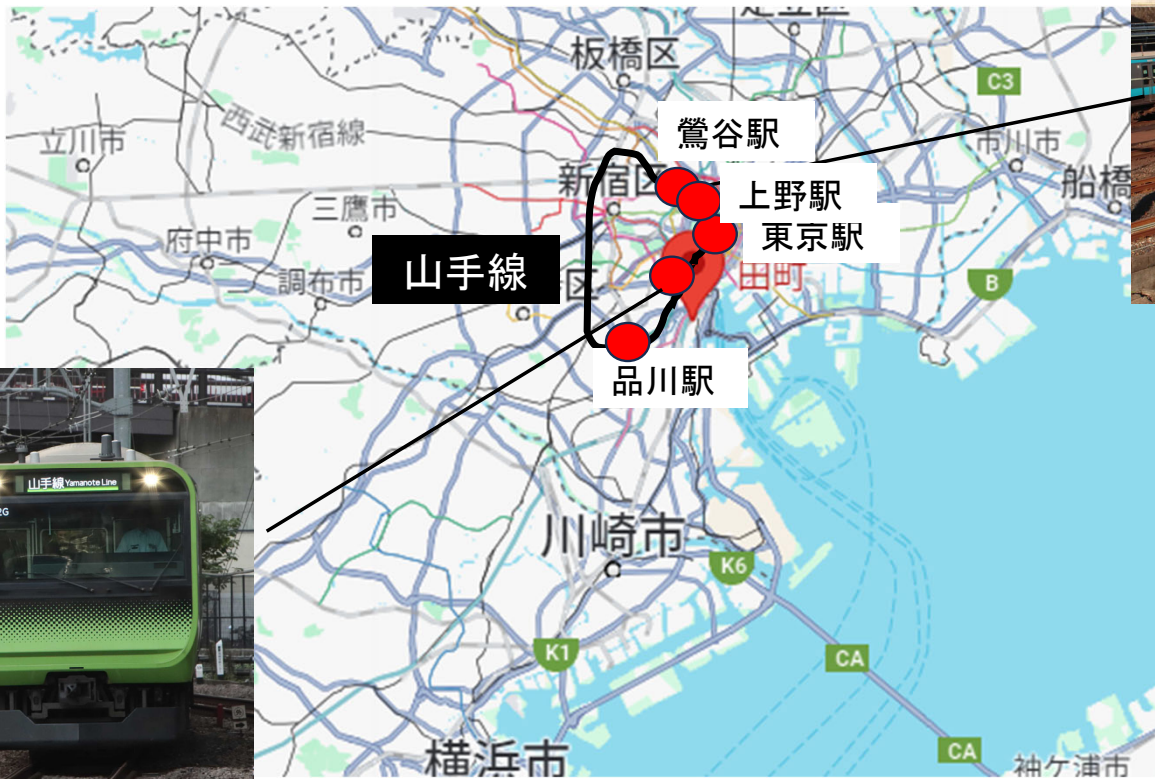 板橋区
C3
鶯谷駅
立川市
西武新宿線
市川市
新宿区
上野駅
船橋
三鷹市
東京駅
府中市
山手線
調布市
区
田町
B
品川駅
山手線 Yamanote Line
2G
川崎市
K6
K1
CA
横浜市
CA
袖ケ浦市